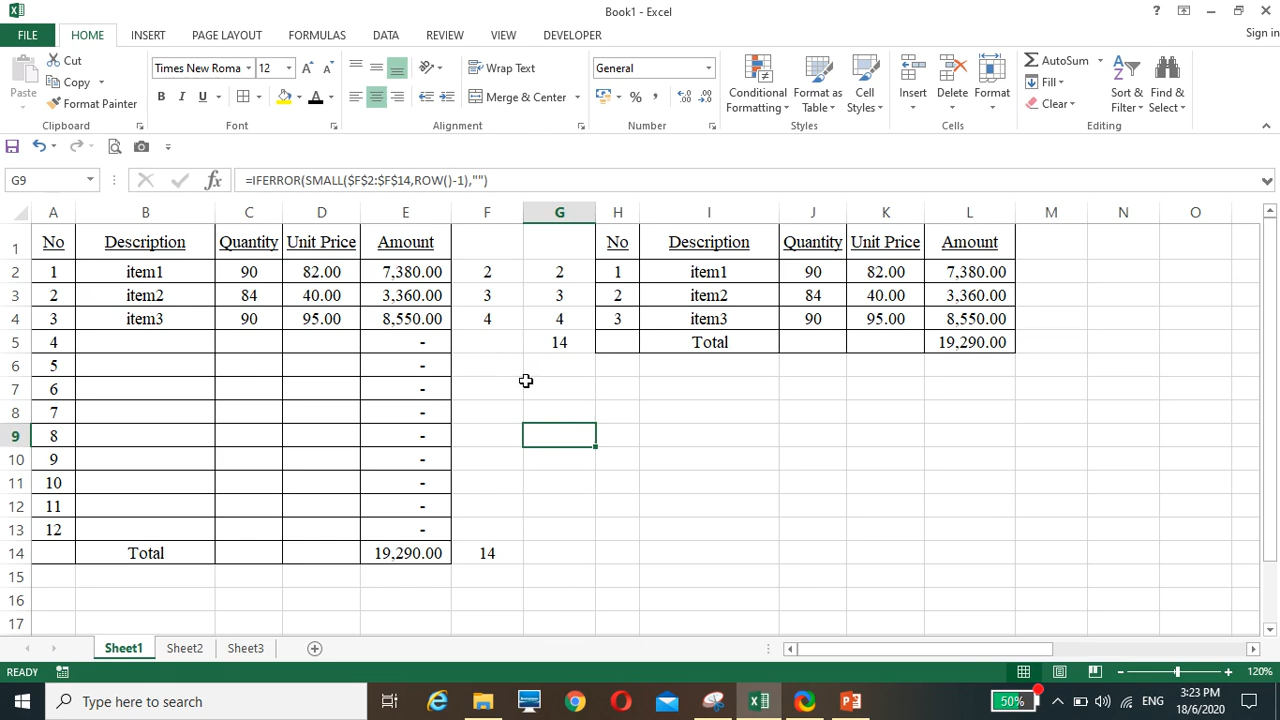 Book1 - Excel
?
FILE HOME INSERT PAGE LAYOUT FORMULAS DATA REVIEW VIEW DEVELOPER Sign in
Paste
Cut
Copy
Format Painter
Clipboard
Times New Roma 12
B I U
Font
Wrap Text
Merge & Center
Alignment
General
Number
Conditional Formatting
Format as Table
Cell Styles
Styles
Insert Delete Format
Cells
AutoSum
Fill
Clear
Sort & Filter
Find & Select
Editing
G9 =IFERROR(SMALL($F$2:$F$14,ROW()-1),"")
A B C D E F G H I J K L M N O
1 No Description Quantity Unit Price Amount No Description Quantity Unit Price Amount
2 1 item1 90 82.00 7,380.00 2 2 1 item1 90 82.00 7,380.00
3 2 item2 84 40.00 3,360.00 3 3 2 item2 84 40.00 3,360.00
4 3 item3 90 95.00 8,550.00 4 4 3 item3 90 95.00 8,550.00
5 4 - 14 Total 19,290.00
6 5 -
7 6 -
8 7 -
9 8 -
10 9 -
11 10 -
12 11 -
13 12 -
14 Total 19,290.00 14
15
16
17
Sheet1 Sheet2 Sheet3
READY 120%
Type here to search
50%
ENG
3:23 PM
18/6/2020